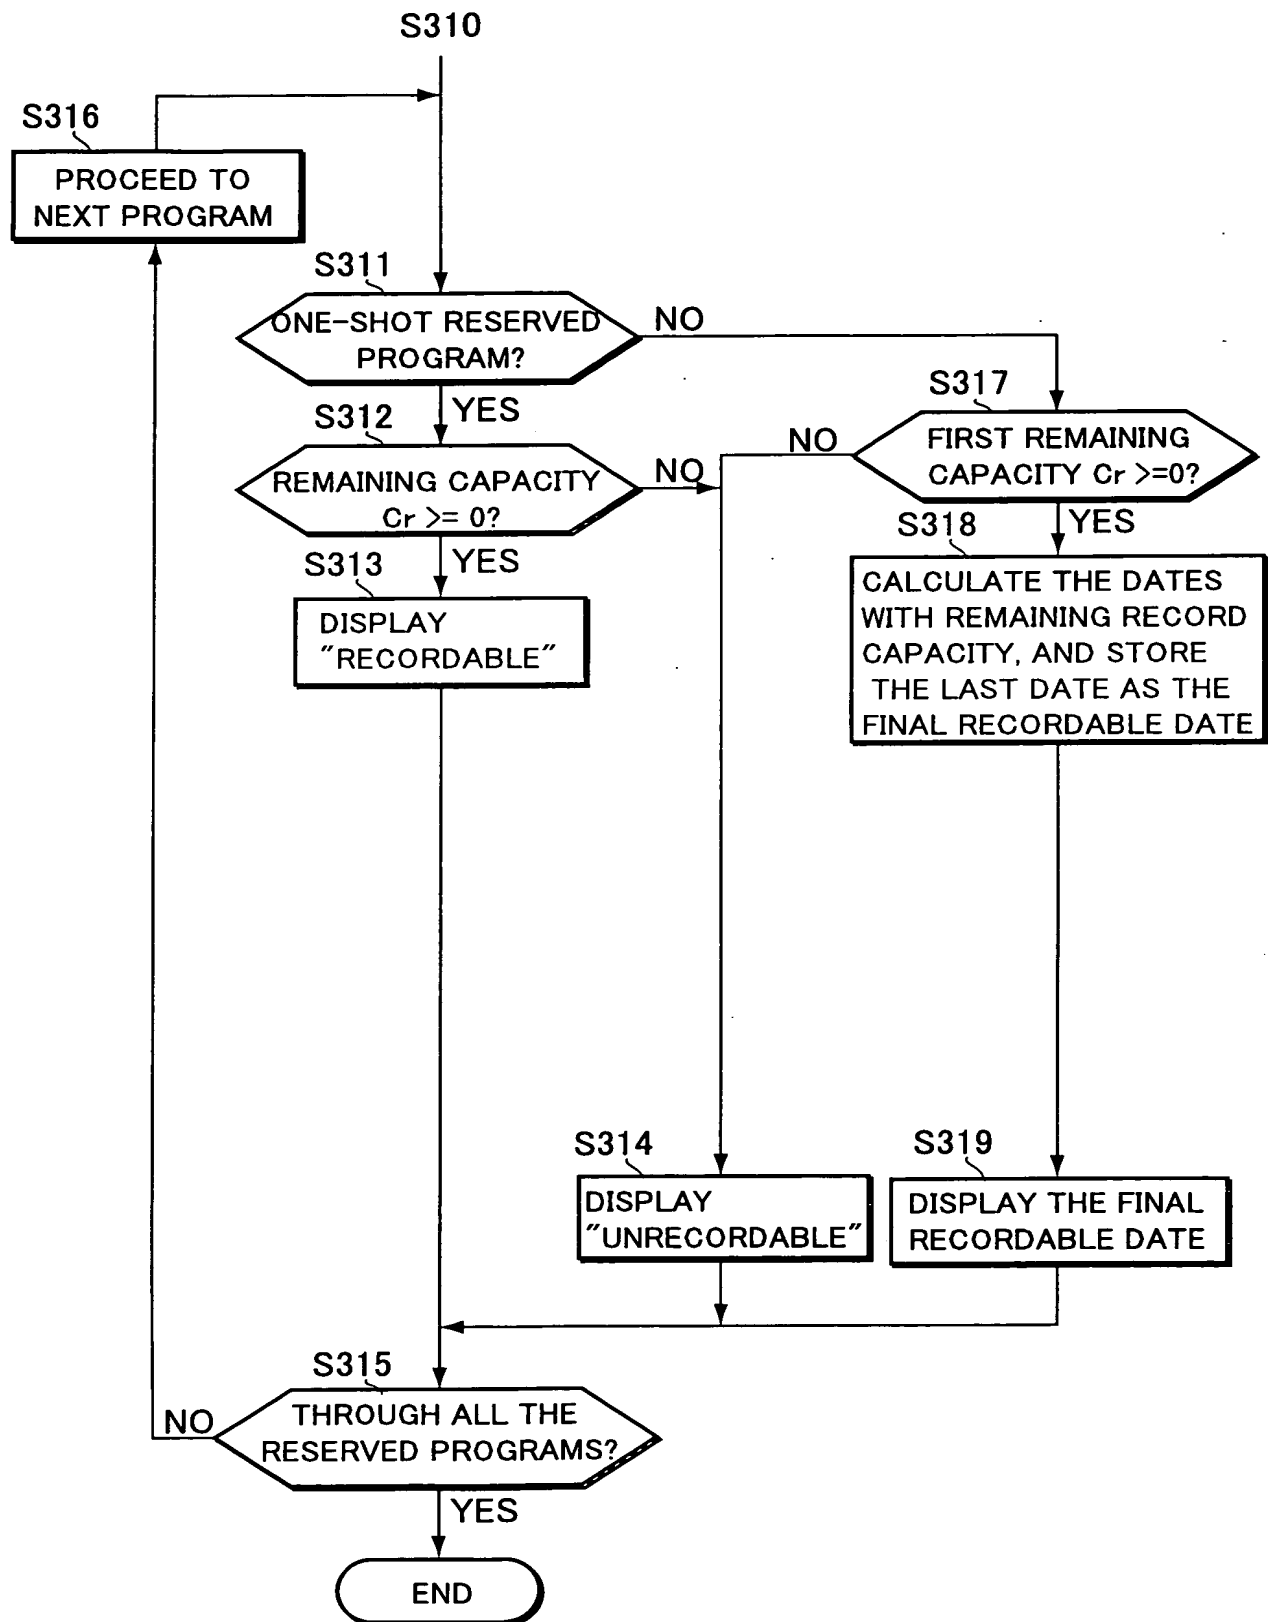 S310
S316
PROCEED TO
NEXT PROGRAM
S311
ONE-SHOT RESERVED
PROGRAM?
NO
YES
S312
REMAINING CAPACITY
Cr >= 0?
NO
YES
S317
FIRST REMAINING
CAPACITY Cr >=0?
NO
YES
S313
DISPLAY
"RECORDABLE"
S318
CALCULATE THE DATES
WITH REMAINING RECORD
CAPACITY, AND STORE
THE LAST DATE AS THE
FINAL RECORDABLE DATE
S314
DISPLAY
"UNRECORDABLE"
S319
DISPLAY THE FINAL
RECORDABLE DATE
S315
THROUGH ALL THE
RESERVED PROGRAMS?
NO
YES
END